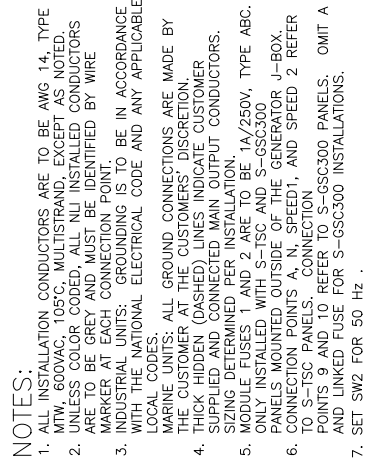 NOTES:
1. ALL INSTALLATION CONDUCTORS ARE TO BE AWG 14, TYPE
MTW, 600VAC, 105°C, MULTISTRAND, EXCEPT AS NOTED.
2. UNLESS COLOR CODED, ALL NLI INSTALLED CONDUCTORS
ARE TO BE GREY AND MUST BE IDENTIFIED BY WIRE
MARKER AT EACH CONNECTION POINT.
3. INDUSTRIAL UNITS: GROUNDING IS TO BE IN ACCORDANCE
WITH THE NATIONAL ELECTRICAL CODE AND ANY APPLICABLE
LOCAL CODES.
MARINE UNITS: ALL GROUND CONNECTIONS ARE MADE BY
THE CUSTOMER AT THE CUSTOMERS' DISCRETION.
4. THICK HIDDEN (DASHED) LINES INDICATE CUSTOMER
SUPPLIED AND CONNECTED MAIN OUTPUT CONDUCTORS.
SIZING DETERMINED PER INSTALLATION.
5. MODULE FUSES 1 AND 2 ARE TO BE 1A/250V, TYPE ABC.
ONLY INSTALLED WITH S-TSC AND S-GSC300
PANELS MOUNTED OUTSIDE OF THE GENERATOR J-BOX.
6. CONNECTION POINTS A, N, SPEED1, AND SPEED 2 REFER
TO S-TSC PANELS. CONNECTION
POINTS 9 AND 10 REFER TO S-GSC300 PANELS. OMIT A
AND LINKED FUSE FOR S-GSC300 INSTALLATIONS.
7. SET SW2 FOR 50 Hz .